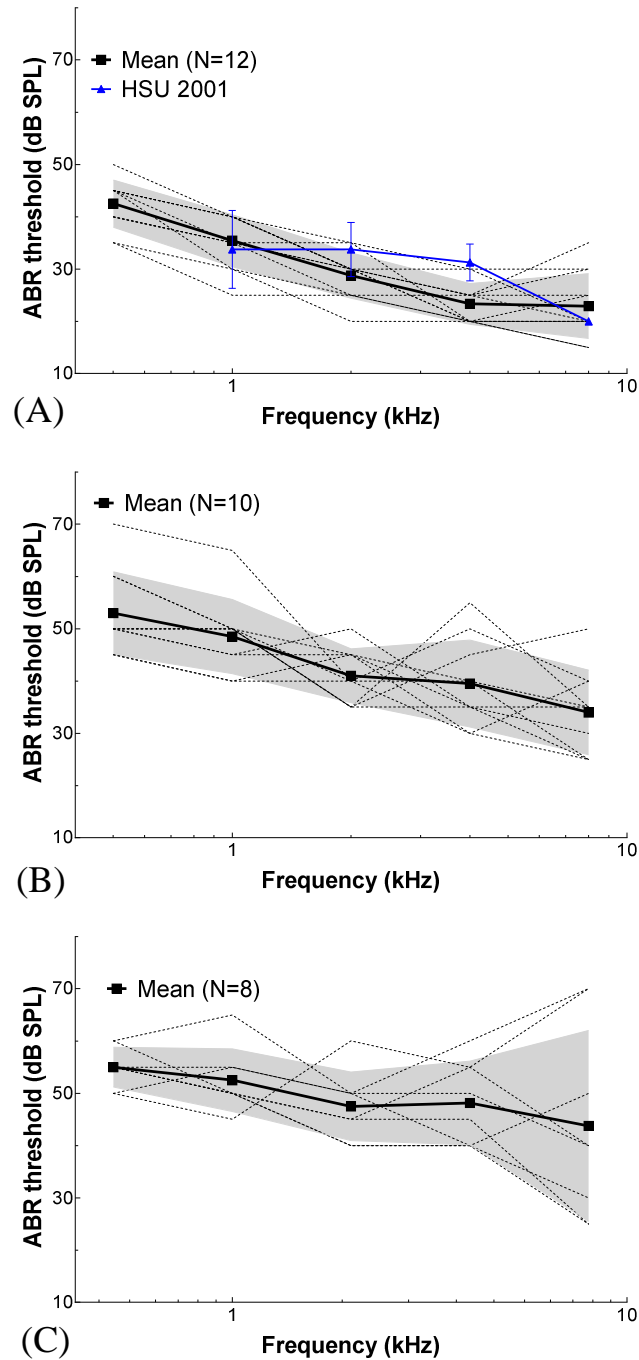 70
50
30
10
ABR threshold (dB SPL)
Mean (N=12)
HSU 2001
1
10
Frequency (kHz)
(A)
70
50
30
10
ABR threshold (dB SPL)
Mean (N=10)
1
10
Frequency (kHz)
(B)
70
50
30
10
ABR threshold (dB SPL)
Mean (N=8)
1
10
Frequency (kHz)
(C)